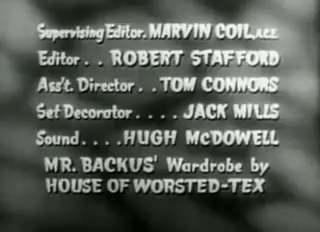 Supervising Editor. MARVIN COIL, A.C.E.
Editor . . ROBERT STAFFORD
Ass't. Director . . TOM CONNORS
Set Decorator . . . . JACK MILLS
Sound . . . . HUGH McDOWELL
MR. BACKUS' Wardrobe by
HOUSE OF WORSTED-TEX